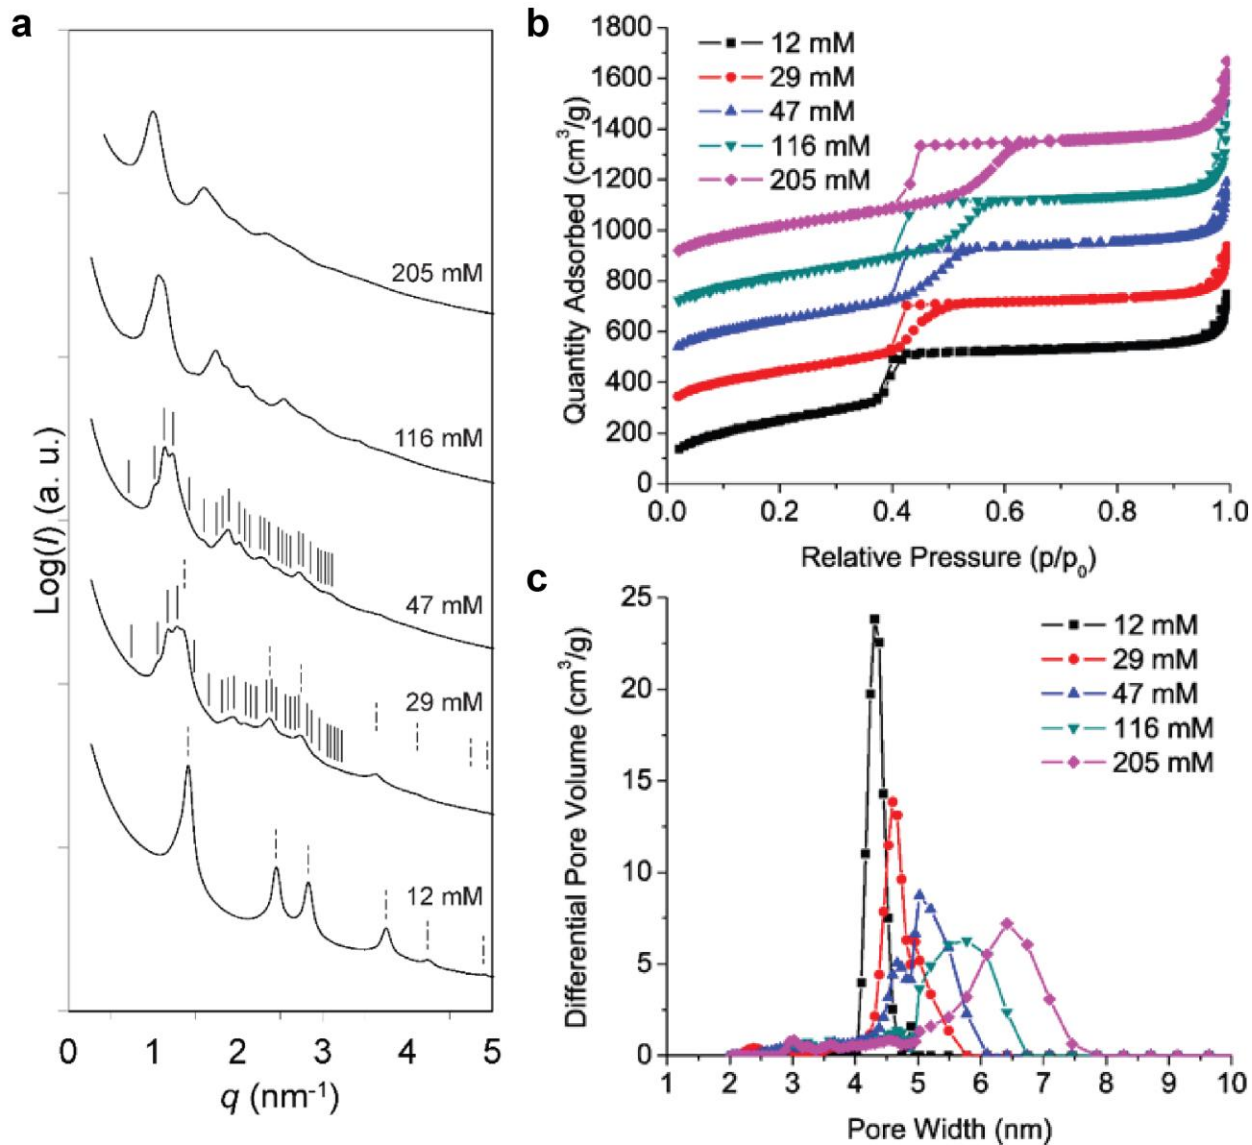 a
Log(I) (a. u.)
205 mM
116 mM
47 mM
29 mM
12 mM
0 1 2 3 4 5
q (nm⁻¹)
b
Quantity Adsorbed (cm³/g)
1800
1600
1400
1200
1000
800
600
400
200
0
12 mM
29 mM
47 mM
116 mM
205 mM
0.0 0.2 0.4 0.6 0.8 1.0
Relative Pressure (p/p₀)
c
Differential Pore Volume (cm³/g)
25
20
15
10
5
0
12 mM
29 mM
47 mM
116 mM
205 mM
1 2 3 4 5 6 7 8 9 10
Pore Width (nm)